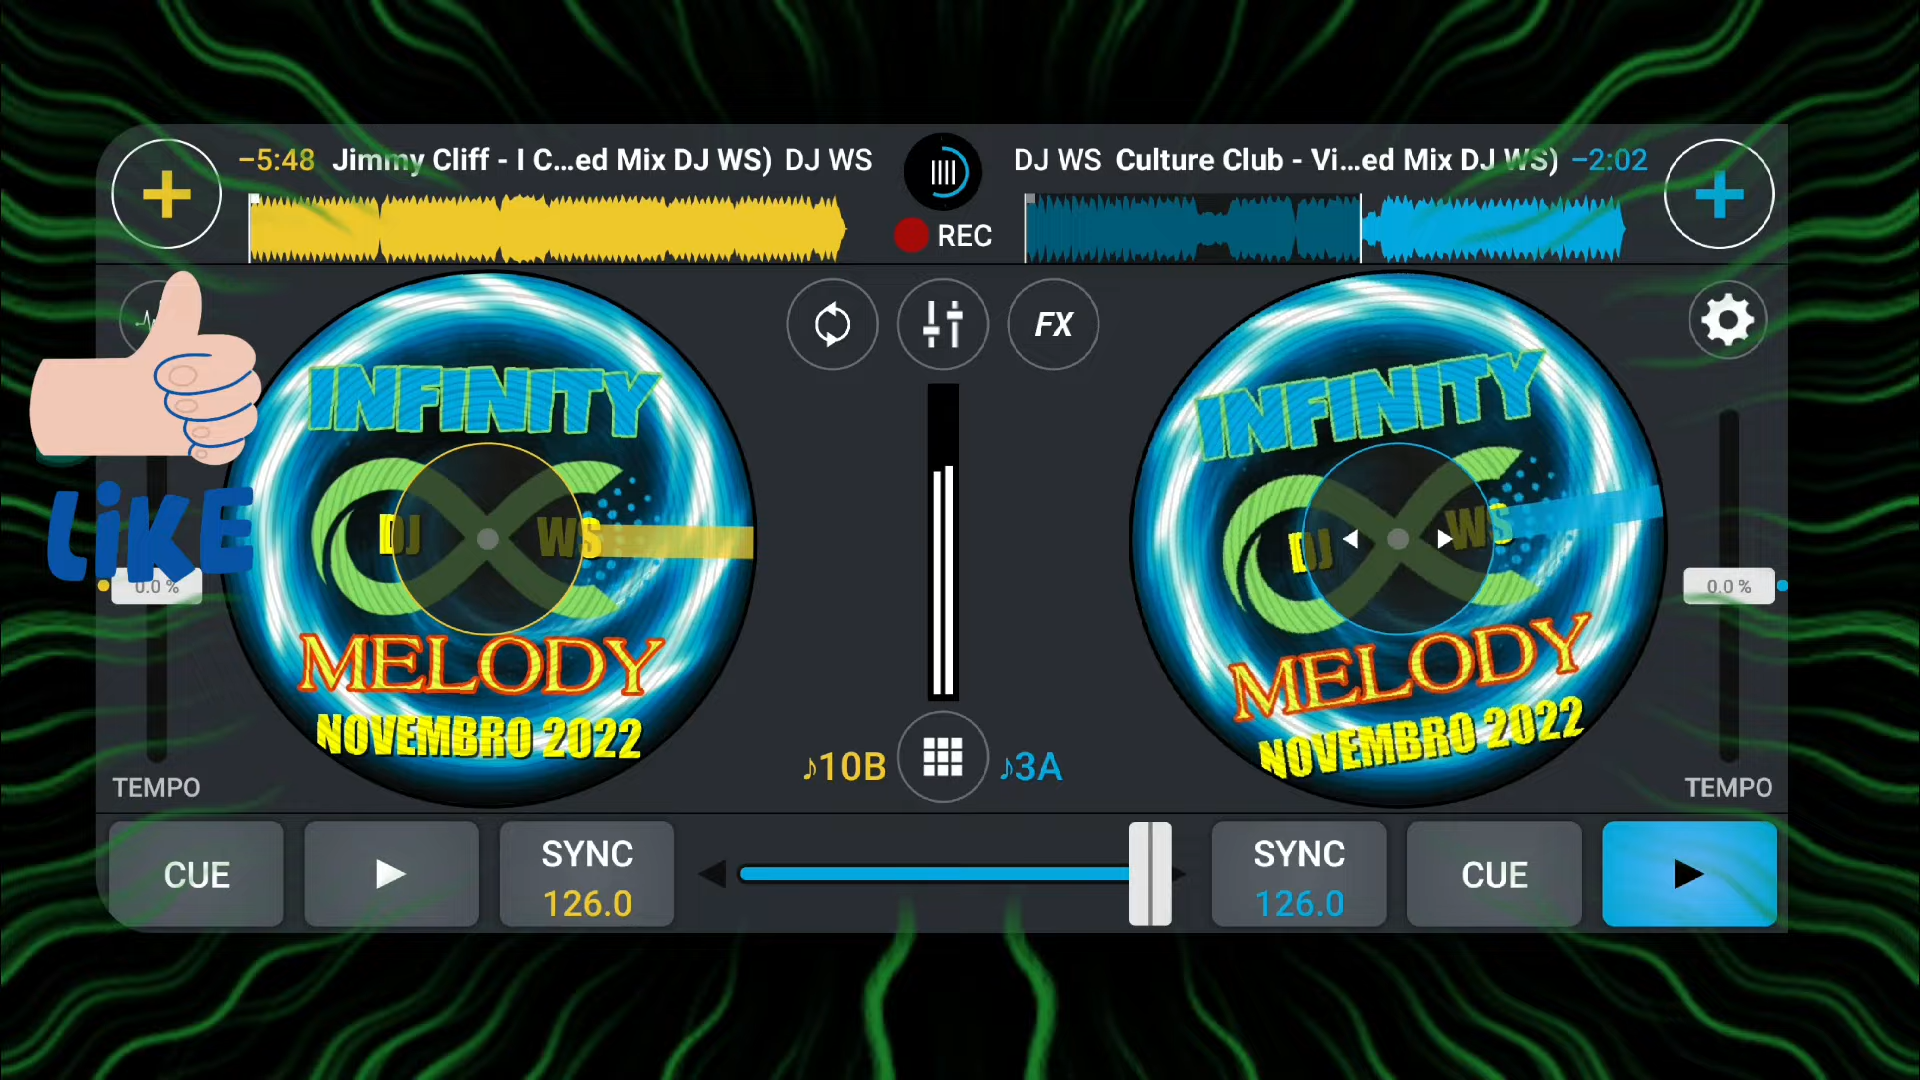 −5:48 Jimmy Cliff - I C...ed Mix DJ WS) DJ WS
DJ WS Culture Club - Vi...ed Mix DJ WS) −2:02
REC
FX
INFINITY
DJ WS
MELODY
NOVEMBRO 2022
INFINITY
DJ WS
MELODY
NOVEMBRO 2022
LiKE
0.0 %
0.0 %
♪10B
♪3A
TEMPO
TEMPO
CUE
SYNC
126.0
SYNC
126.0
CUE